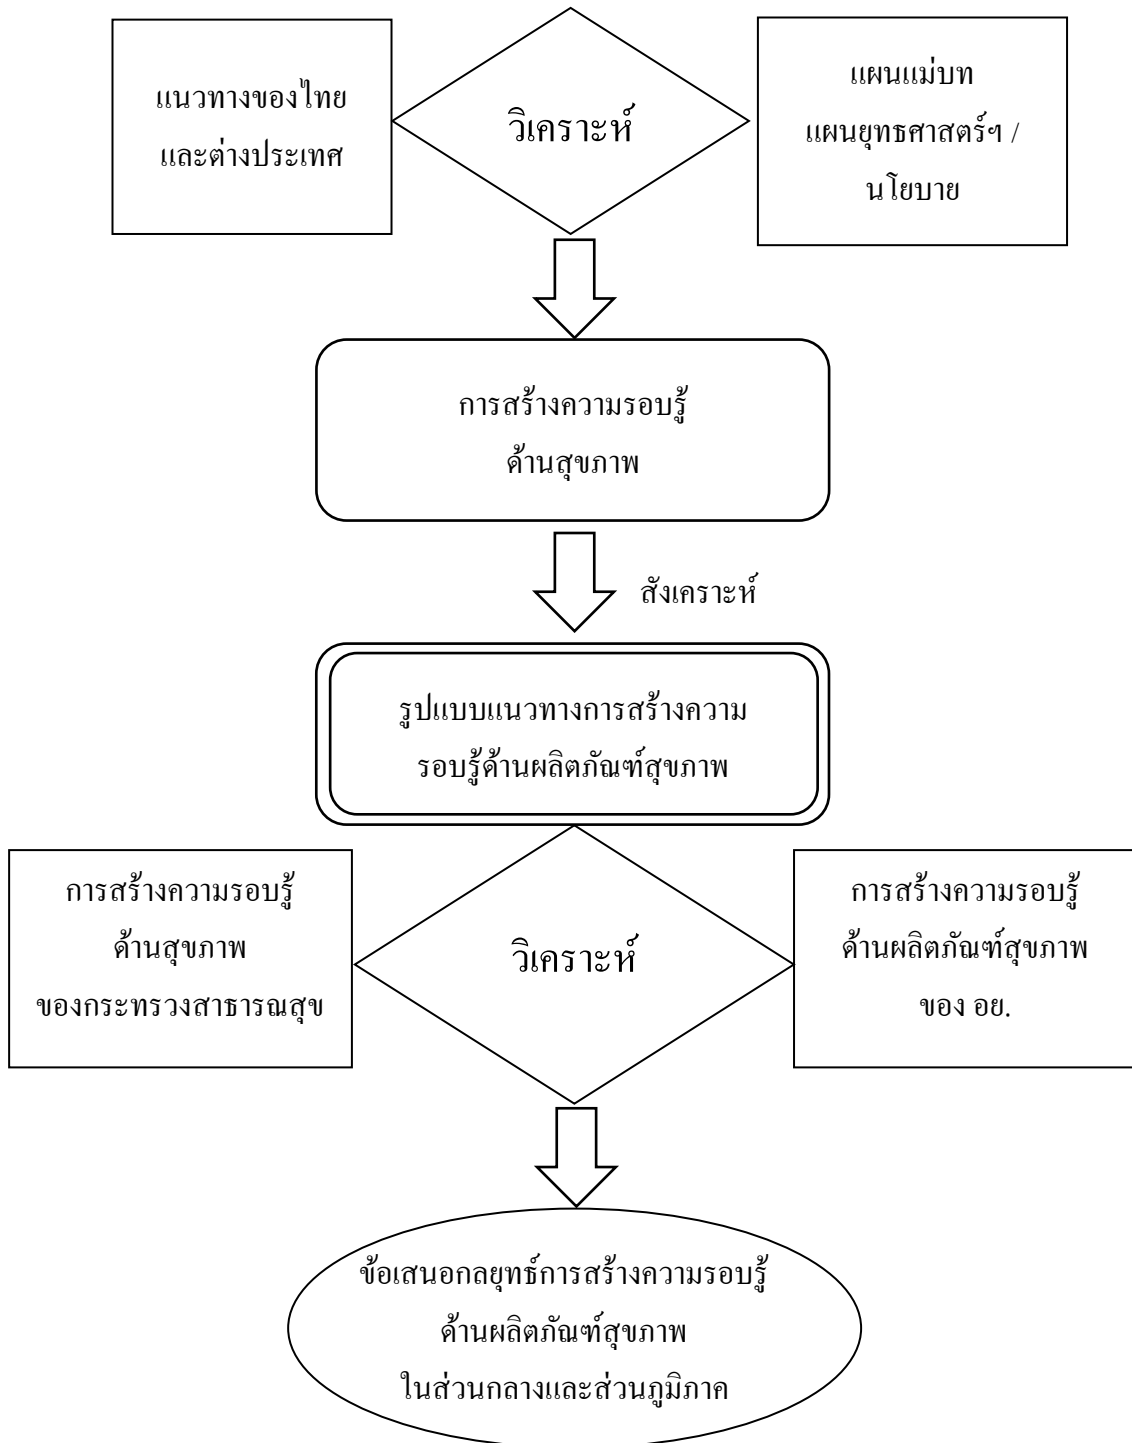 แนวทางของไทย
และต่างประเทศ
วิเคราะห์
แผนแม่บท
แผนยุทธศาสตร์ฯ /
นโยบาย
การสร้างความรอบรู้
ด้านสุขภาพ
สังเคราะห์
รูปแบบแนวทางการสร้างความ
รอบรู้ด้านผลิตภัณฑ์สุขภาพ
การสร้างความรอบรู้
ด้านสุขภาพ
ของกระทรวงสาธารณสุข
วิเคราะห์
การสร้างความรอบรู้
ด้านผลิตภัณฑ์สุขภาพ
ของ อย.
ข้อเสนอกลยุทธ์การสร้างความรอบรู้
ด้านผลิตภัณฑ์สุขภาพ
ในส่วนกลางและส่วนภูมิภาค